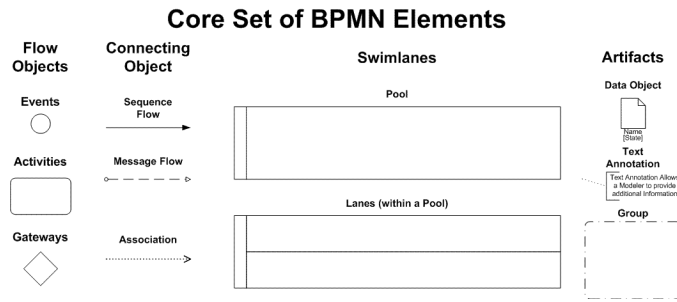 Core Set of BPMN Elements
Flow
Objects
Connecting
Object
Swimlanes
Artifacts
Events
Sequence
Flow
Pool
Data Object
Name
[State]
Activities
Message Flow
Text
Annotation
Text Annotation Allows
a Modeler to provide
additional Information
Lanes (within a Pool)
Group
Gateways
Association